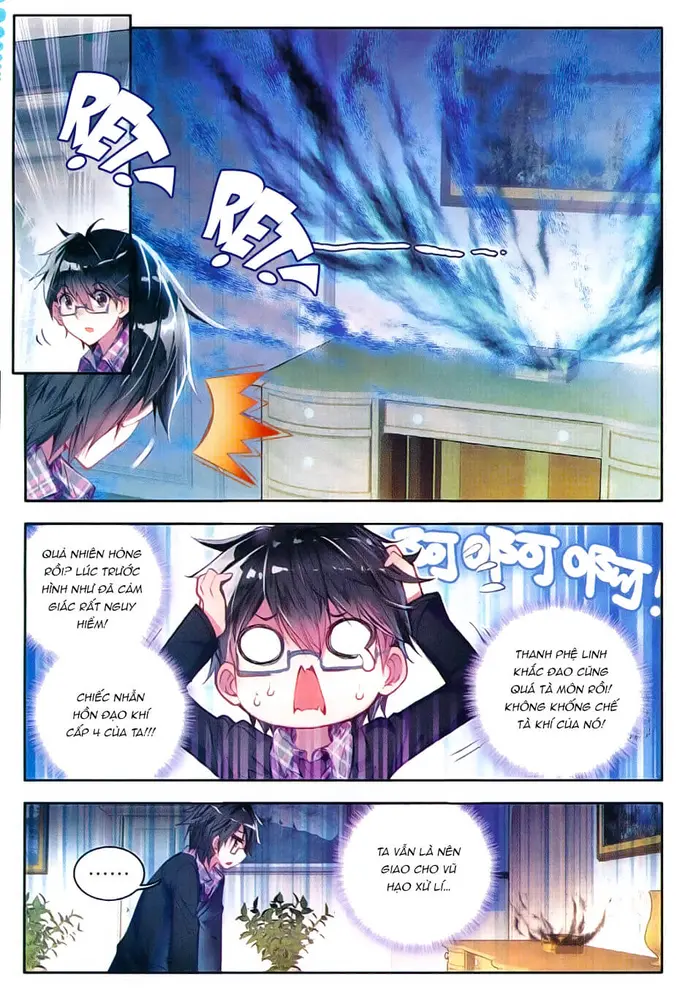 RẸT!
RẸT!
QUẢ NHIÊN HỎNG
RỒI!? LÚC TRƯỚC
HÌNH NHƯ ĐÃ CẢM
GIÁC RẤT NGUY
HIỂM!
CHIẾC NHẪN
HỒN ĐẠO KHÍ
CẤP 4 CỦA TA!!!
THANH PHỆ LINH
KHẮC ĐAO CŨNG
QUÁ TÀ MÔN RỒI!
KHÔNG KHỐNG CHẾ
TÀ KHÍ CỦA NÓ!
......
TA VẪN LÀ NÊN
GIAO CHO VŨ
HẠO XỬ LÍ...